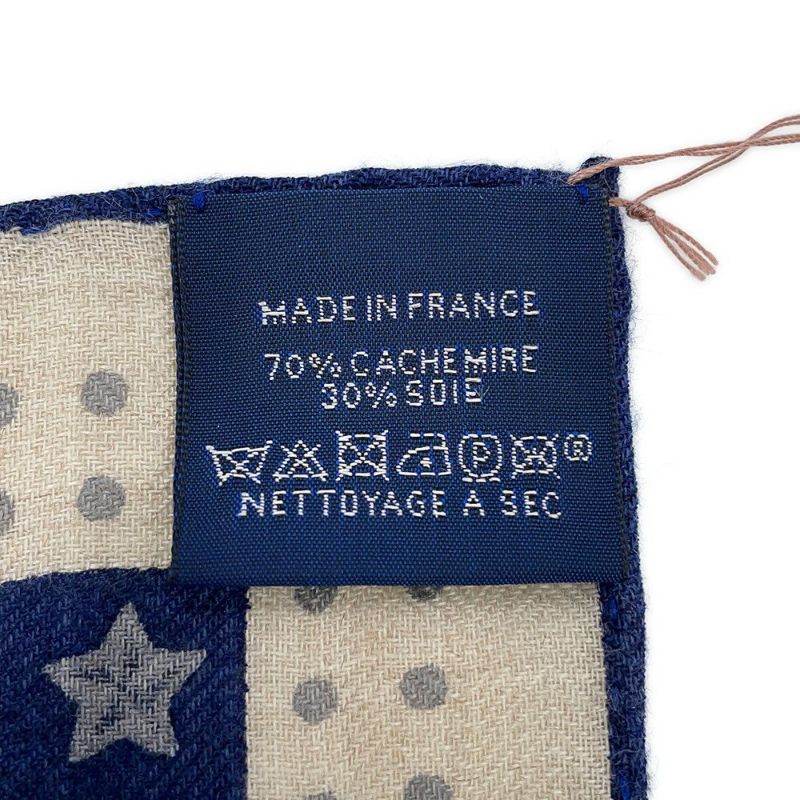 MADE IN FRANCE
70% CACHEMIRE
30% SOIE
P ®
NETTOYAGE A SEC